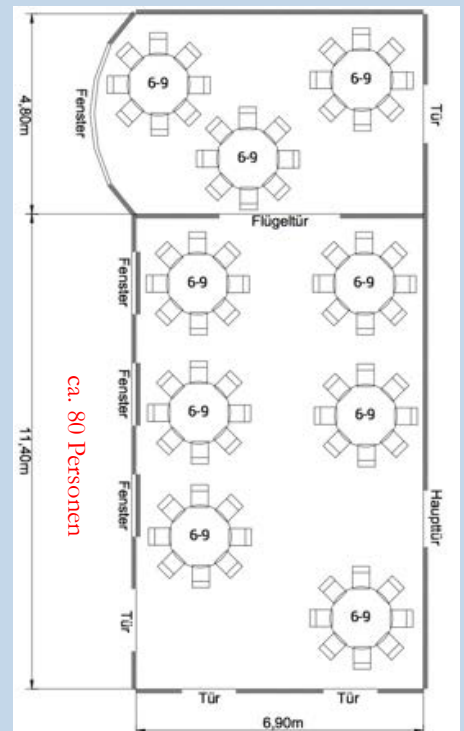 6-9
6-9
6-9
4,80m
Fenster
Tür
Flügeltür
6-9
6-9
Fenster
6-9
6-9
Fenster
ca. 80 Personen
11,40m
Fenster
6-9
Haupttür
Tür
6-9
Tür
Tür
6,90m